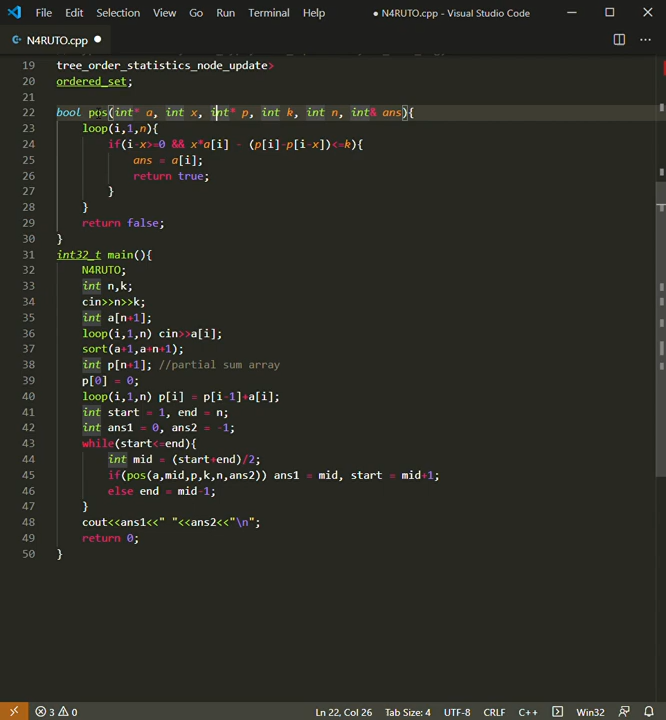 File Edit Selection View Go Run Terminal Help ● N4RUTO.cpp - Visual Studio Code
N4RUTO.cpp ●
19 tree_order_statistics_node_update>
20 ordered_set;
21
22 bool pos(int* a, int x, int* p, int k, int n, int& ans){
23 loop(i,1,n){
24 if(i-x>=0 && x*a[i] - (p[i]-p[i-x])<=k){
25 ans = a[i];
26 return true;
27 }
28 }
29 return false;
30 }
31 int32_t main(){
32 N4RUTO;
33 int n,k;
34 cin>>n>>k;
35 int a[n+1];
36 loop(i,1,n) cin>>a[i];
37 sort(a+1,a+n+1);
38 int p[n+1]; //partial sum array
39 p[0] = 0;
40 loop(i,1,n) p[i] = p[i-1]+a[i];
41 int start = 1, end = n;
42 int ans1 = 0, ans2 = -1;
43 while(start<=end){
44 int mid = (start+end)/2;
45 if(pos(a,mid,p,k,n,ans2)) ans1 = mid, start = mid+1;
46 else end = mid-1;
47 }
48 cout<<ans1<<" "<<ans2<<"\n";
49 return 0;
50 }
3 0 Ln 22, Col 26 Tab Size: 4 UTF-8 CRLF C++ Win32